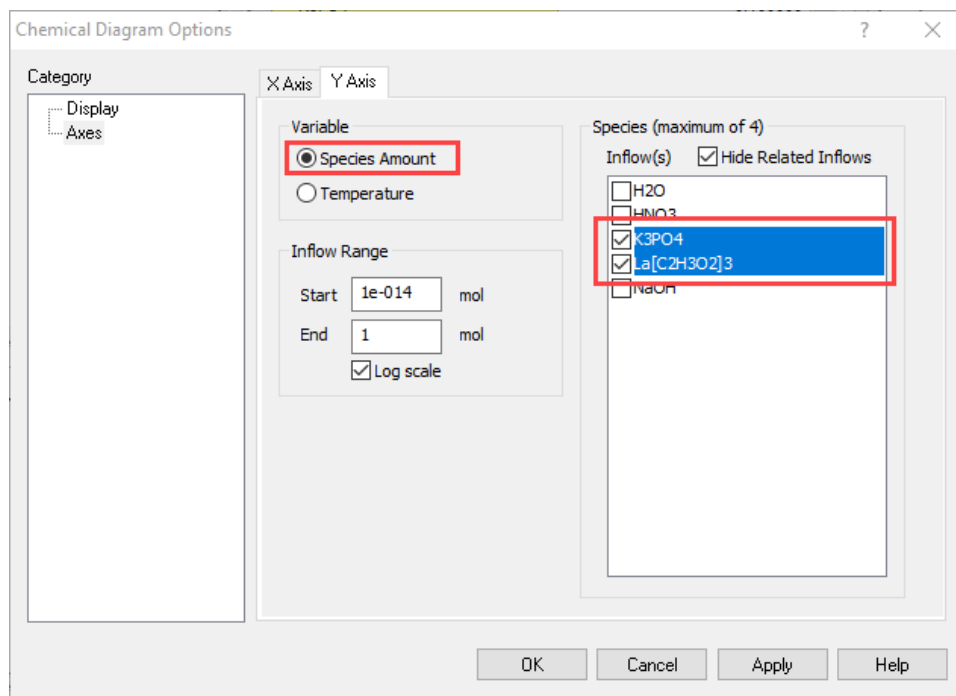 Chemical Diagram Options
?
Category
Display
Axes
X Axis
Y Axis
Variable
Species Amount
Temperature
Inflow Range
Start 1e-014 mol
End 1 mol
Log scale
Species (maximum of 4)
Inflow(s) Hide Related Inflows
H2O
HNO3
K3PO4
La[C2H3O2]3
NaOH
OK
Cancel
Apply
Help